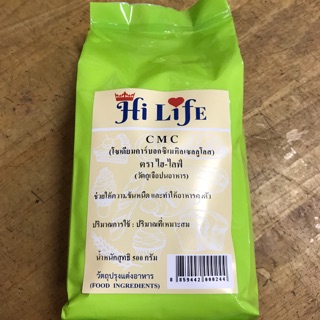 Hi Life
CMC
(โซเดียมคาร์บอกซีเมทิลเซลลูโลส)
ตรา ไฮ-ไลฟ์
(วัตถุเจือปนอาหาร)
ช่วยให้ความข้นหนืด และทำให้อาหารคงตัว
ปริมาณการใช้ : ปริมาณที่เหมาะสม
น้ำหนักสุทธิ 500 กรัม
วัตถุปรุงแต่งอาหาร
(FOOD INGREDIENTS)
8 859442 000244